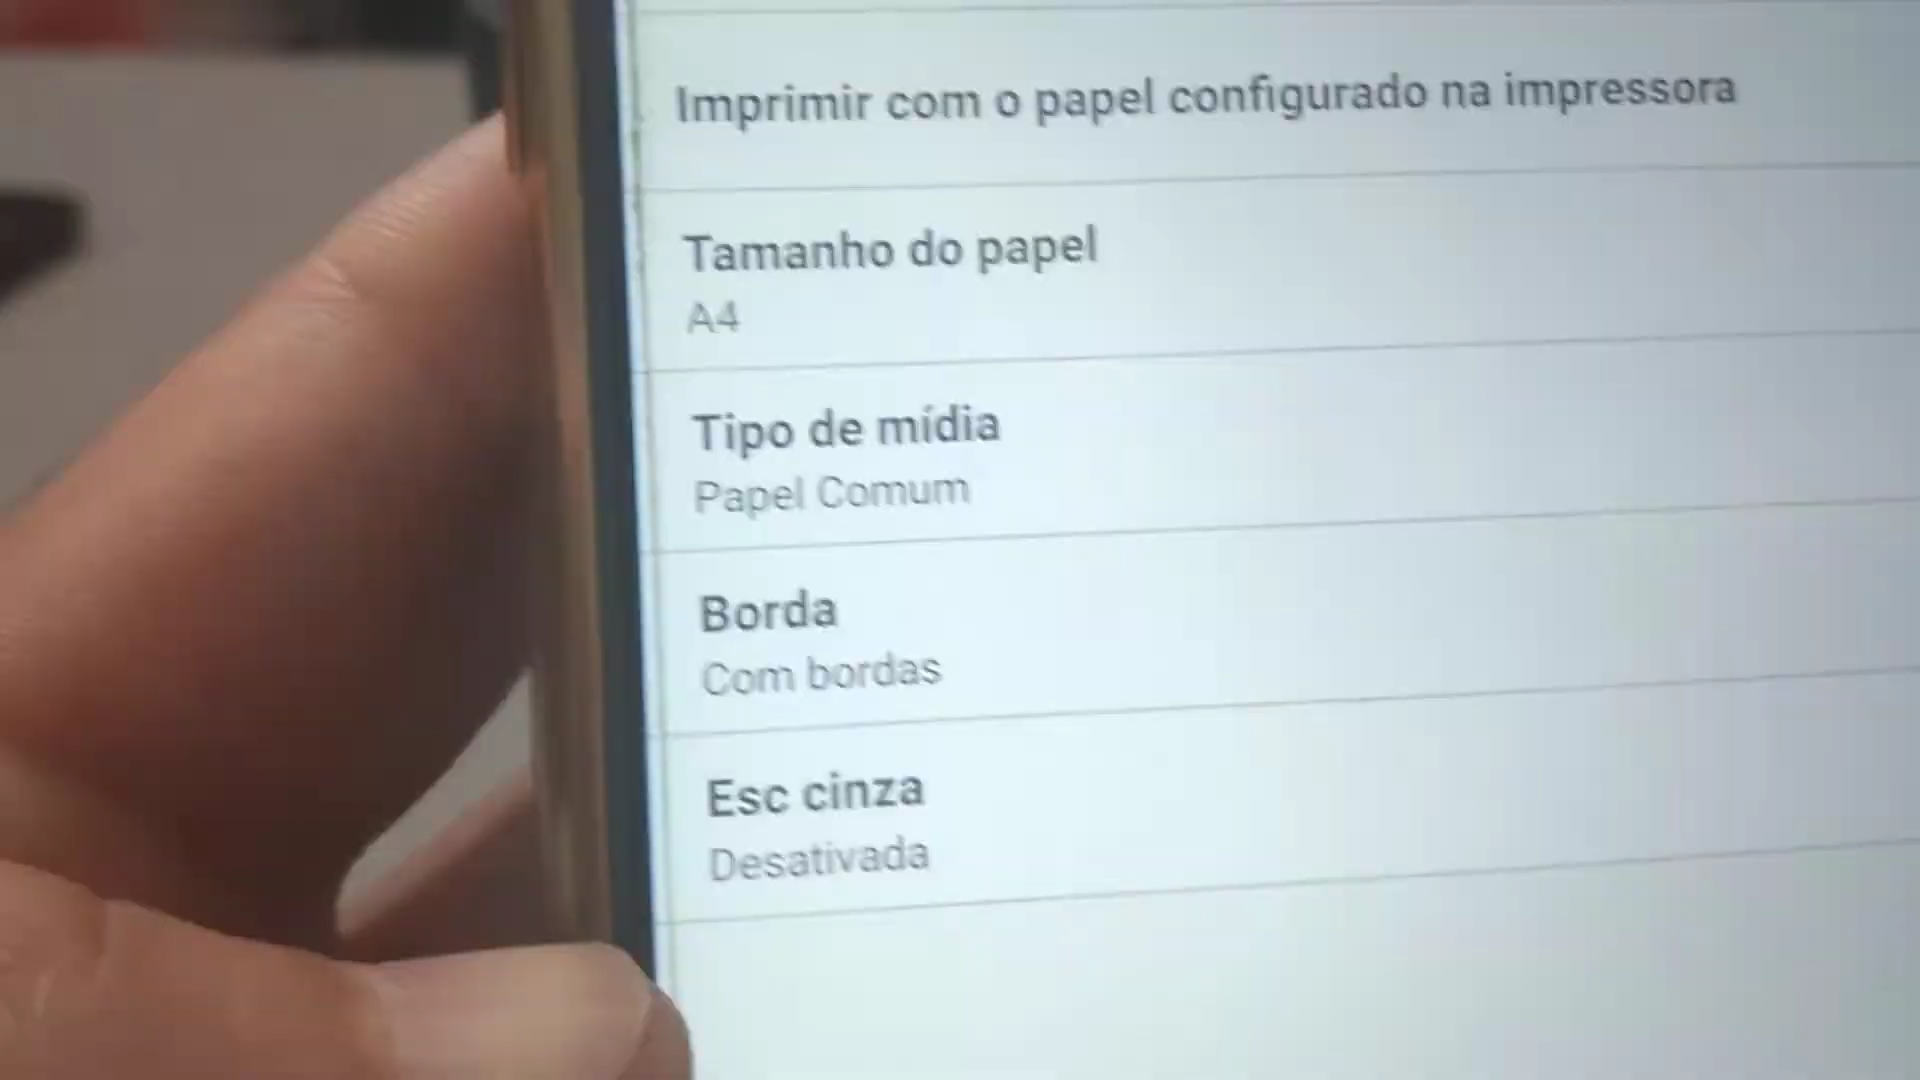 Imprimir com o papel configurado na impressora
Tamanho do papel
A4
Tipo de mídia
Papel Comum
Borda
Com bordas
Esc cinza
Desativada